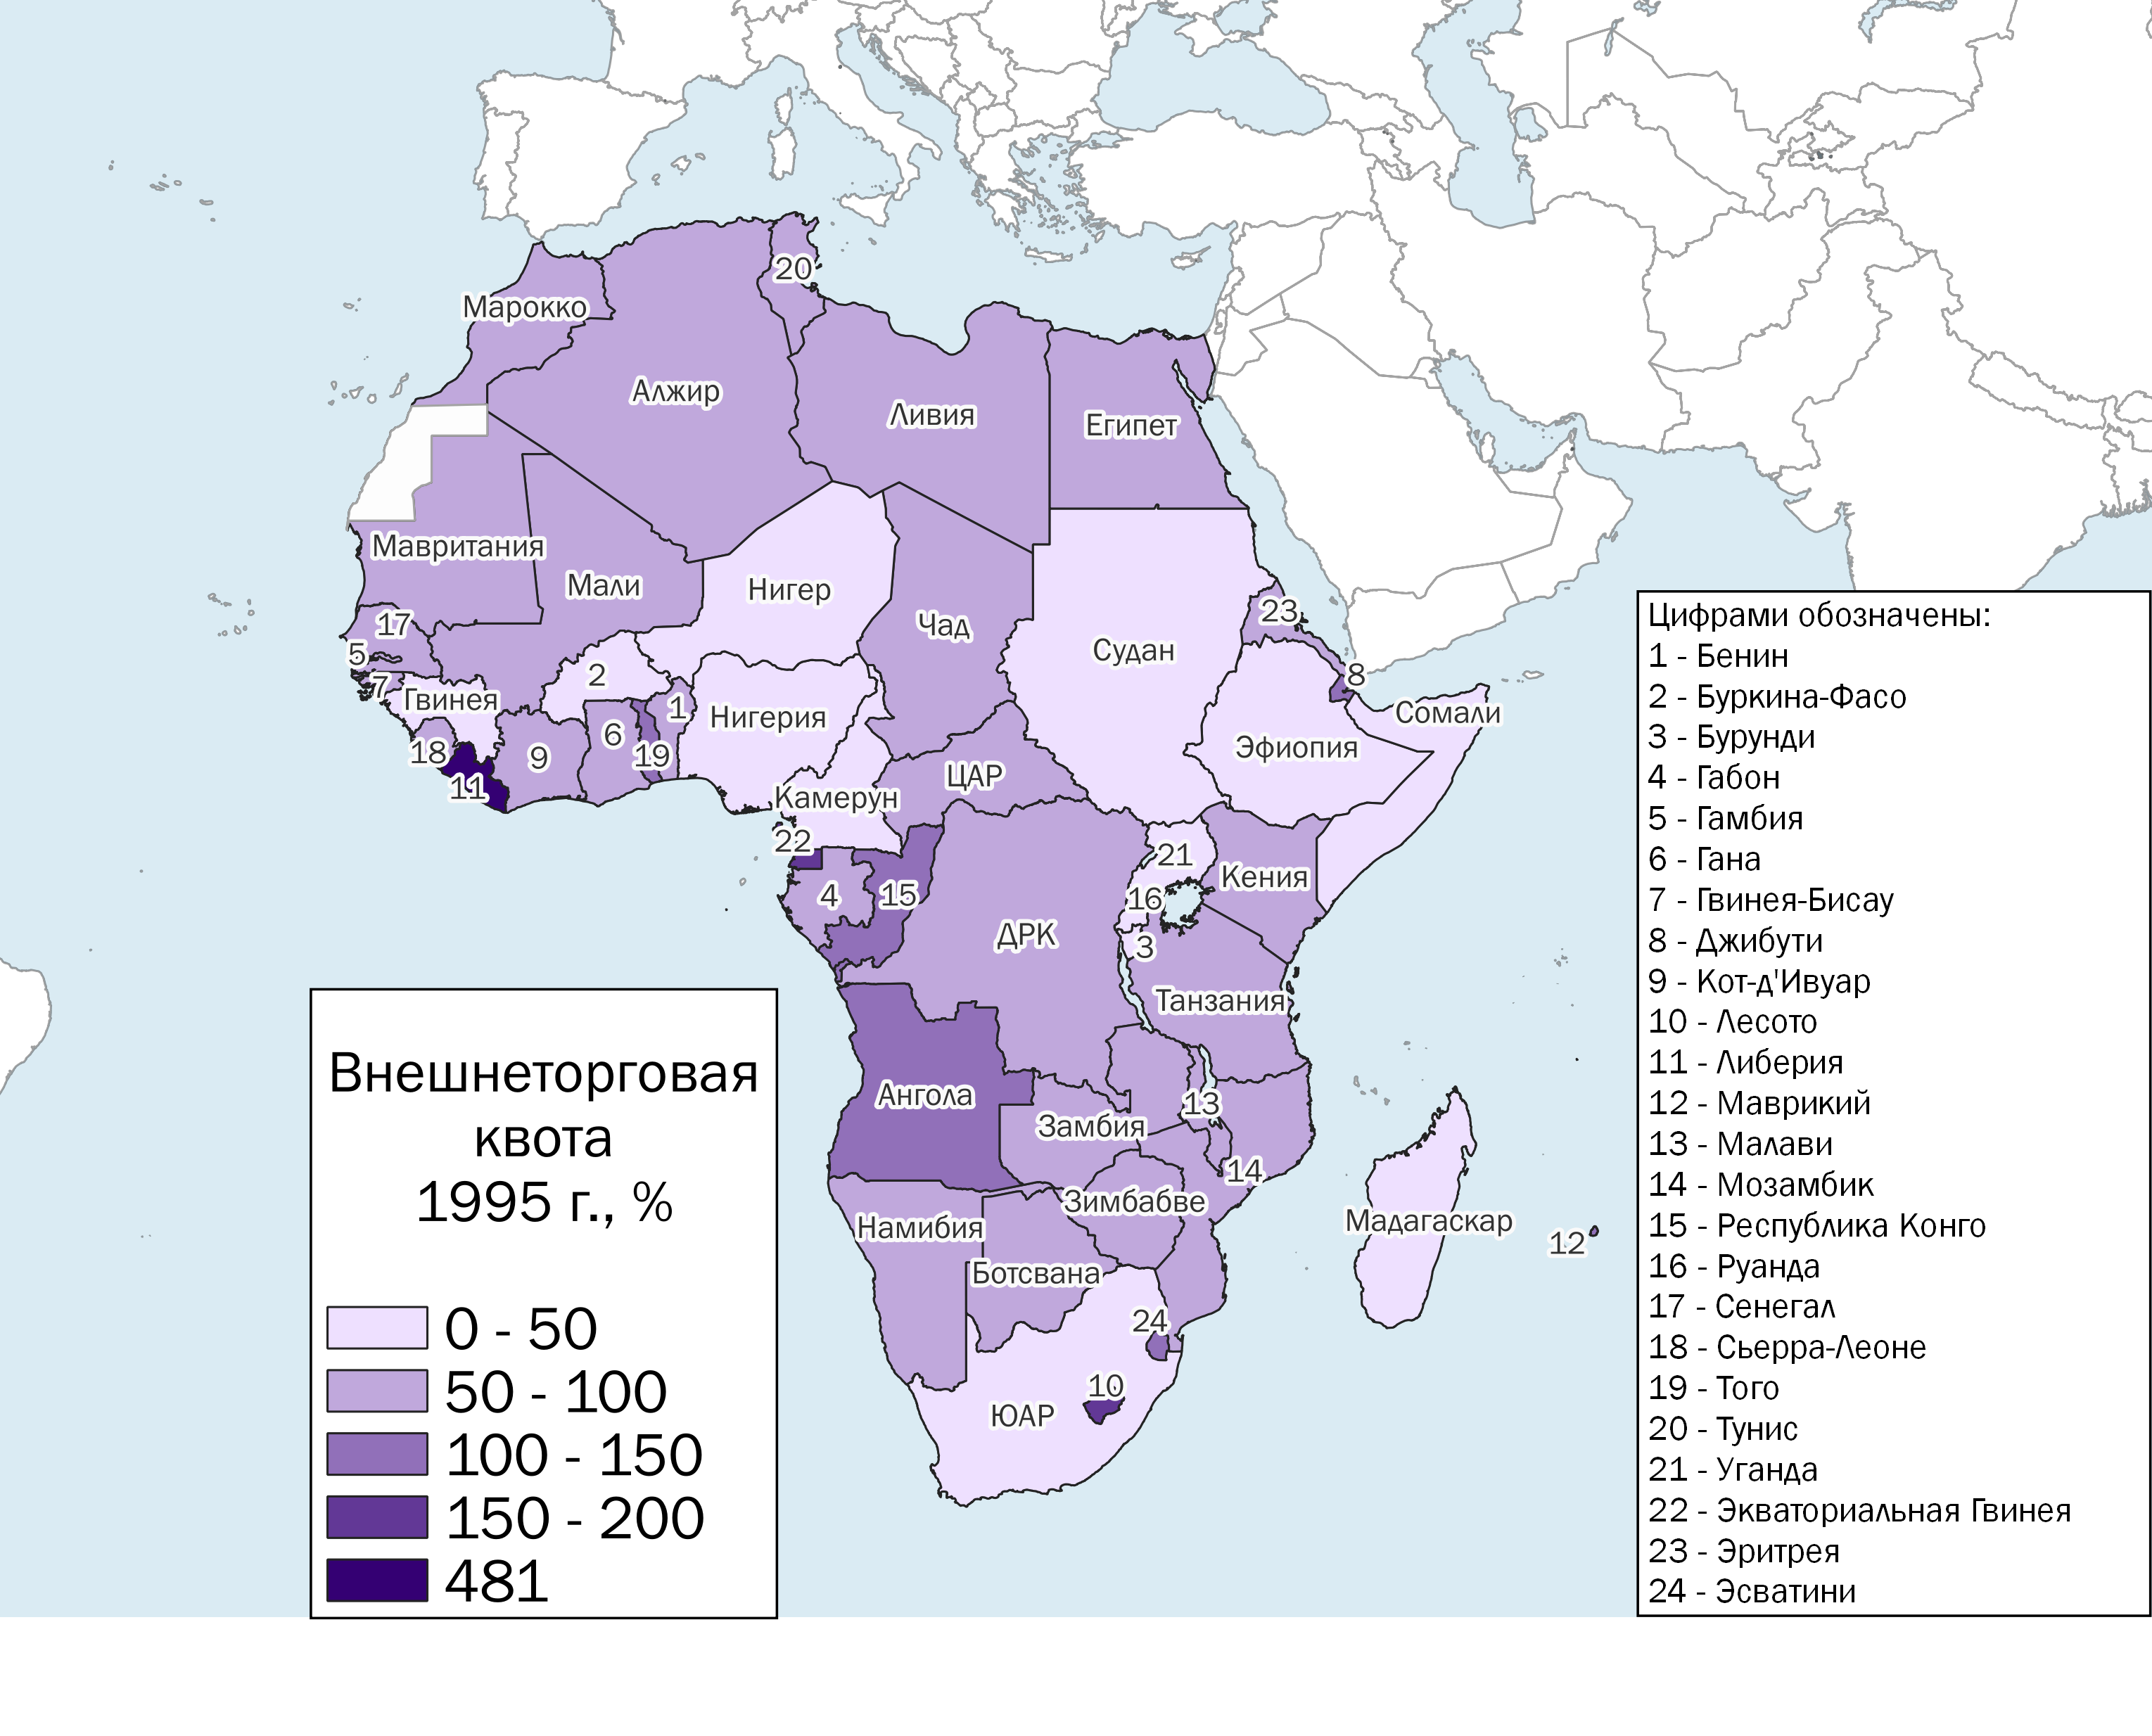 20
Марокко
Алжир
Ливия
Египет
Мавритания
Мали
Нигер
Чад
Судан
17
23
5
7
Гвинея
2
1
Нигерия
8
Сомали
18
11
9
6
19
Эфиопия
ЦАР
Камерун
22
21
Кения
4
15
16
3
ДРК
Танзания
Ангола
13
Замбия
14
Зимбабве
Намибия
Мадагаскар
12
Ботсвана
24
10
ЮАР
Внешнеторговая
квота
1995 г., %
0 - 50
50 - 100
100 - 150
150 - 200
481
Цифрами обозначены:
1 - Бенин
2 - Буркина-Фасо
3 - Бурунди
4 - Габон
5 - Гамбия
6 - Гана
7 - Гвинея-Бисау
8 - Джибути
9 - Кот-д'Ивуар
10 - Лесото
11 - Либерия
12 - Маврикий
13 - Малави
14 - Мозамбик
15 - Республика Конго
16 - Руанда
17 - Сенегал
18 - Сьерра-Леоне
19 - Того
20 - Тунис
21 - Уганда
22 - Экваториальная Гвинея
23 - Эритрея
24 - Эсватини